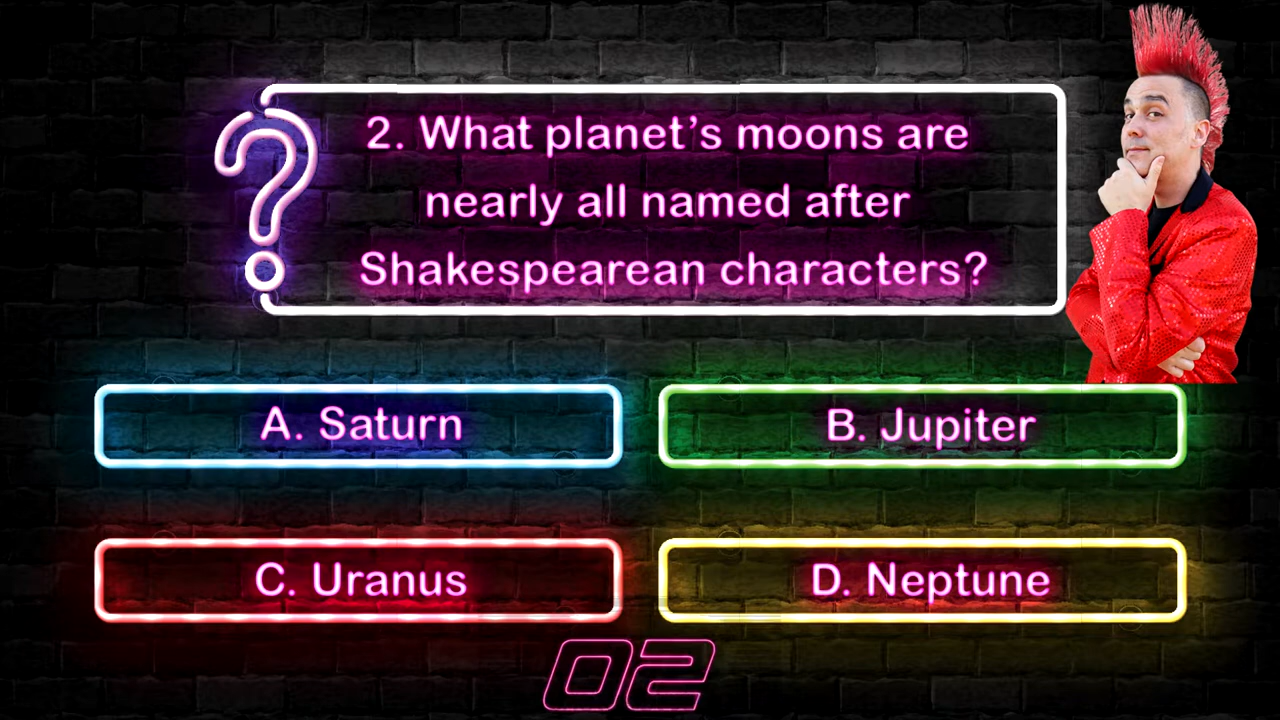 2. What planet’s moons are
nearly all named after
Shakespearean characters?
A. Saturn
B. Jupiter
C. Uranus
D. Neptune
02